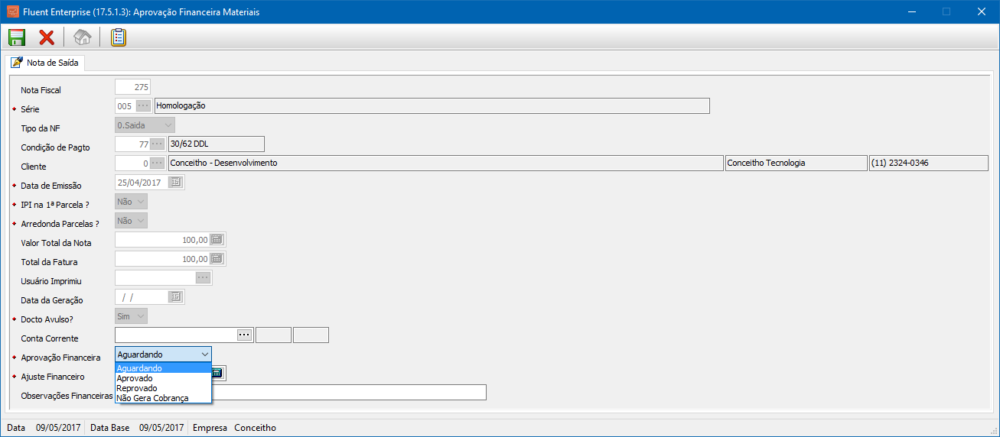 Fluent Enterprise (17.5.1.3): Aprovação Financeira Materiais
Nota de Saída
Nota Fiscal 275
Série 005 ... Homologação
Tipo da NF 0.Saida
Condição de Pagto 77 ... 30/62 DDL
Cliente 0 ... Conceitho - Desenvolvimento Conceitho Tecnologia (11) 2324-0346
Data de Emissão 25/04/2017
IPI na 1ª Parcela ? Não
Arredonda Parcelas ? Não
Valor Total da Nota 100,00
Total da Fatura 100,00
Usuário Imprimiu ...
Data da Geração / /
Docto Avulso? Sim
Conta Corrente ...
Aprovação Financeira Aguardando
Aguardando
Ajuste Financeiro Aprovado
Reprovado
Observações Financeiras Não Gera Cobrança
Data 09/05/2017 Data Base 09/05/2017 Empresa Conceitho